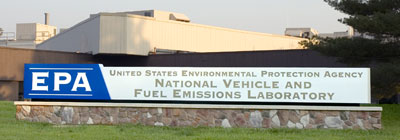 EPA
United States Environmental Protection Agency
National Vehicle and
Fuel Emissions Laboratory